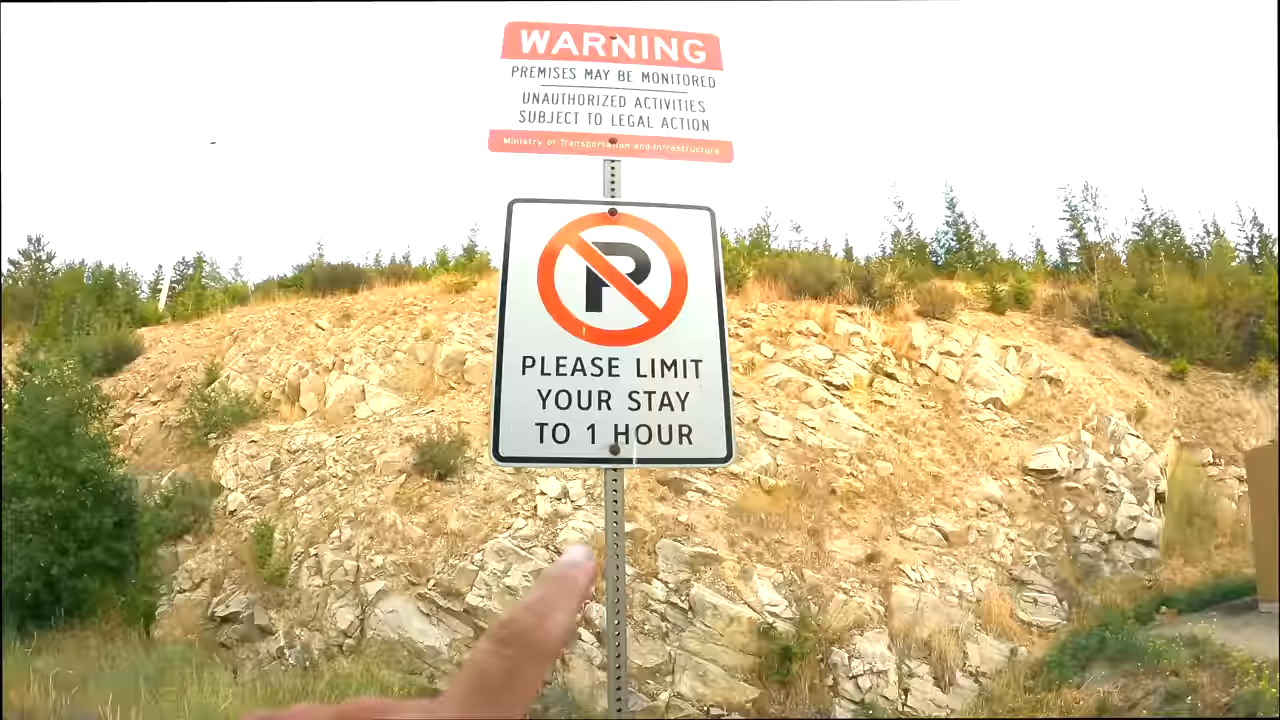 WARNING
PREMISES MAY BE MONITORED
UNAUTHORIZED ACTIVITIES
SUBJECT TO LEGAL ACTION
Ministry of Transportation and Infrastructure
P
PLEASE LIMIT
YOUR STAY
TO 1 HOUR